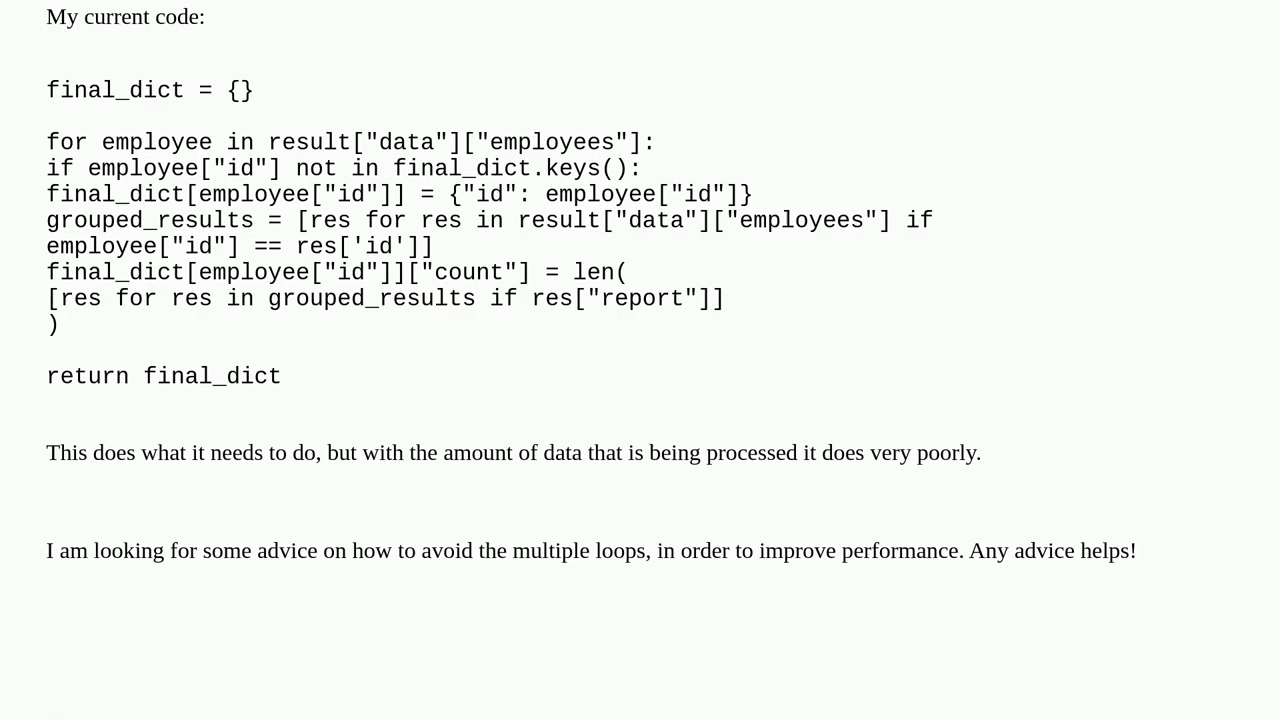 My current code:
final_dict = {}
for employee in result["data"]["employees"]:
if employee["id"] not in final_dict.keys():
final_dict[employee["id"]] = {"id": employee["id"]}
grouped_results = [res for res in result["data"]["employees"] if
employee["id"] == res['id']]
final_dict[employee["id"]]["count"] = len(
[res for res in grouped_results if res["report"]]
)
return final_dict
This does what it needs to do, but with the amount of data that is being processed it does very poorly.
I am looking for some advice on how to avoid the multiple loops, in order to improve performance. Any advice helps!